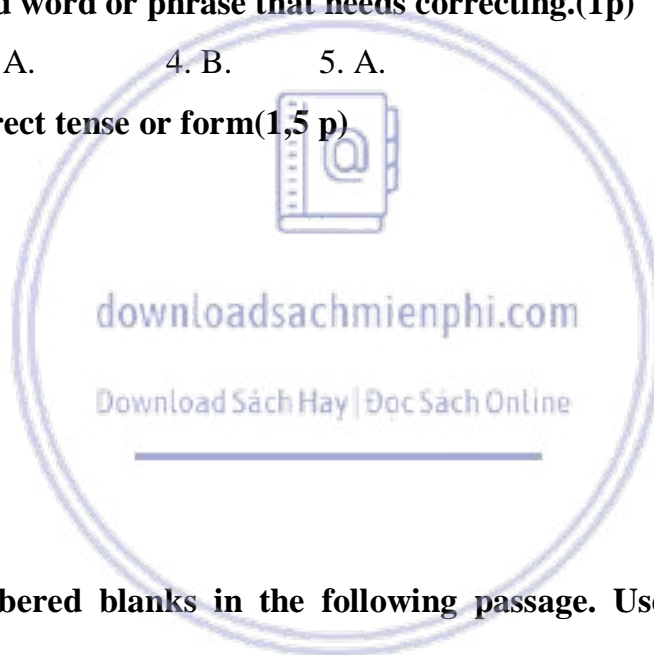 d word or phrase that needs correcting.(1p)
A. 4. B. 5. A.
rect tense or form(1,5 p)
downloadsachmienphi.com
Download Sách Hay | Đọc Sách Online
bered blanks in the following passage. Use